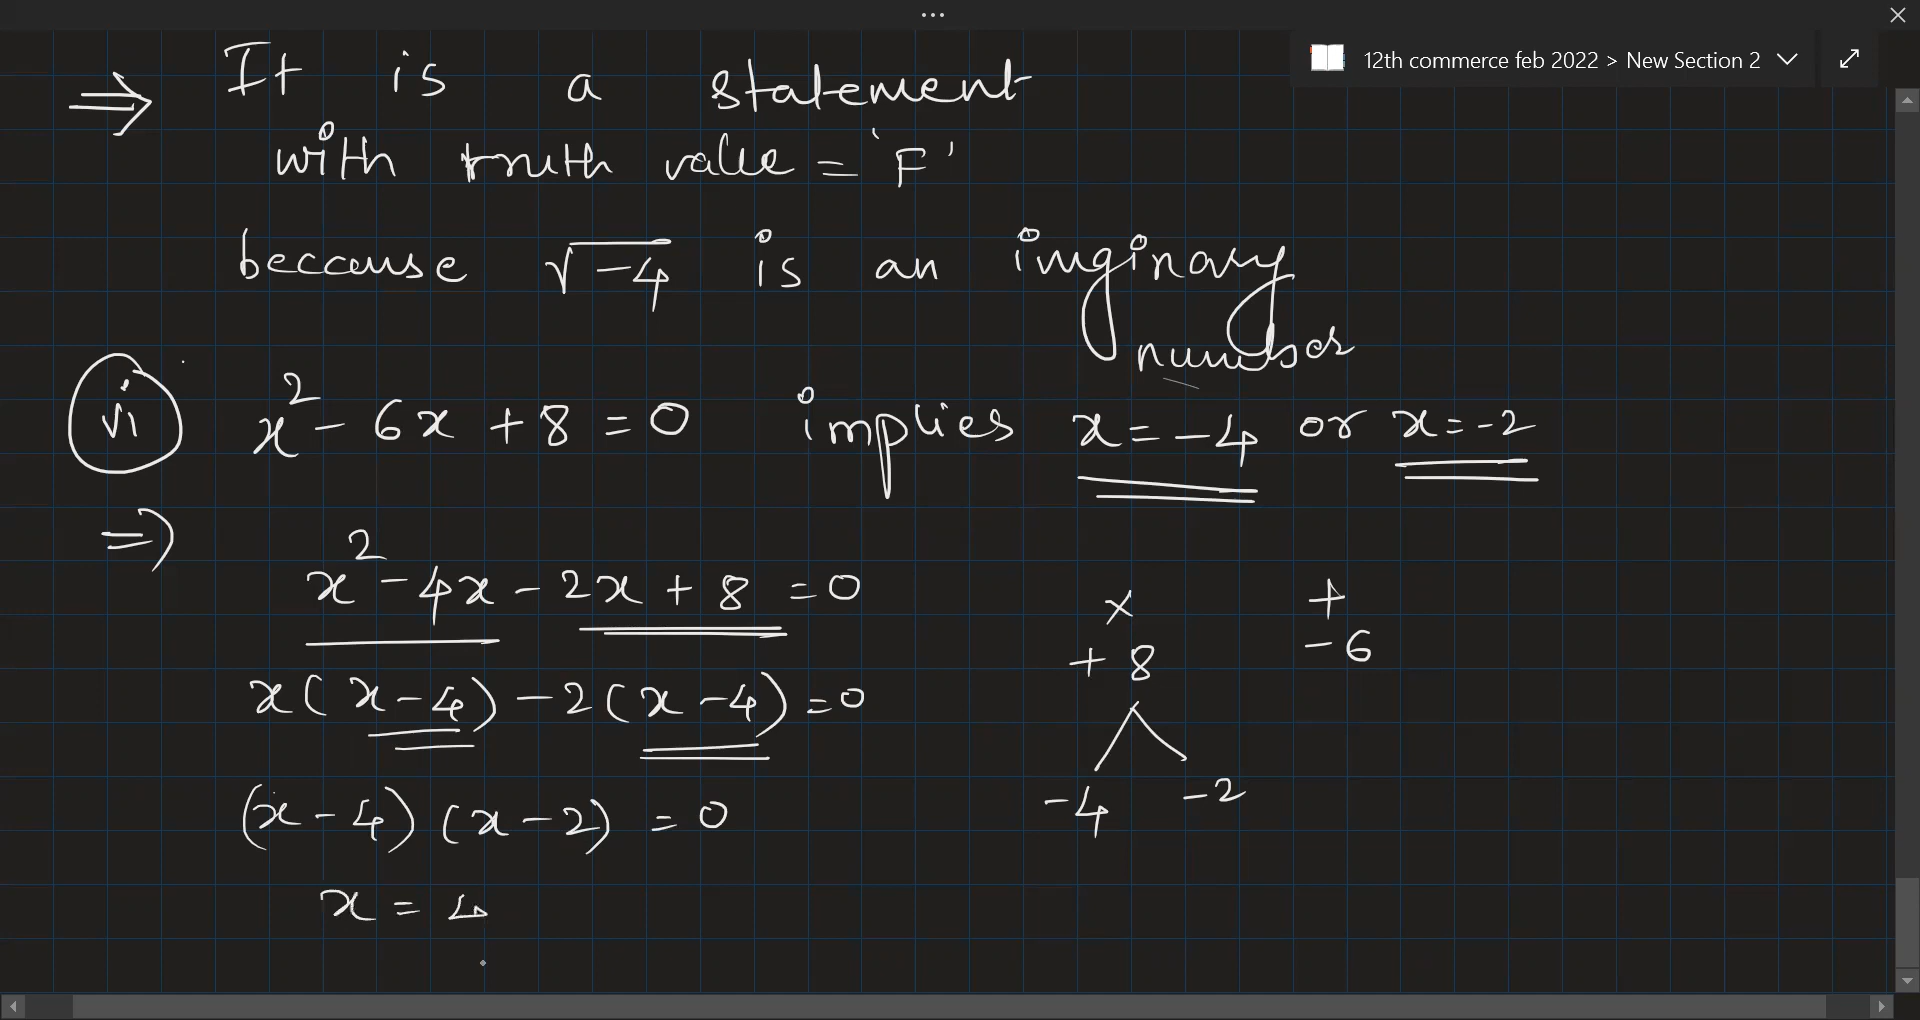 ...
12th commerce feb 2022 > New Section 2
⇒ It is a statement
with truth value = 'F'
beccause √-4 is an imginary
number
vi x² - 6x + 8 = 0 implies x = -4 or x = -2
⇒
x² - 4x - 2x + 8 = 0
x(x - 4) - 2(x - 4) = 0
(x - 4) (x - 2) = 0
x = 4
× +
+ 8 - 6
-4 -2